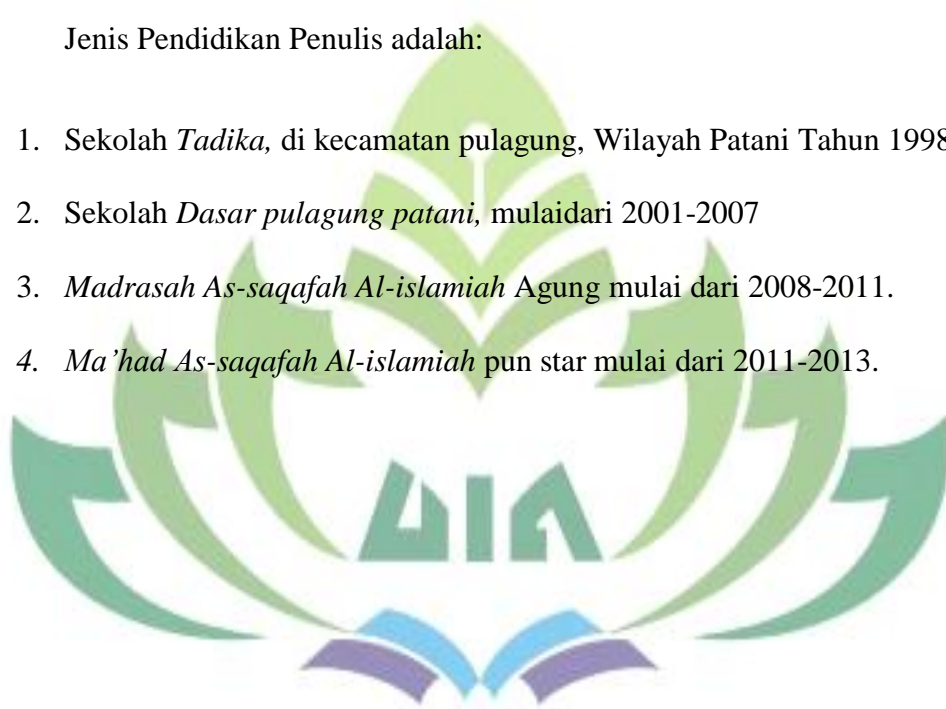 Jenis Pendidikan Penulis adalah:
1. Sekolah Tadika, di kecamatan pulagung, Wilayah Patani Tahun 1998
2. Sekolah Dasar pulagung patani, mulaidari 2001-2007
3. Madrasah As-saqafah Al-islamiah Agung mulai dari 2008-2011.
4. Ma’had As-saqafah Al-islamiah pun star mulai dari 2011-2013.
UIN